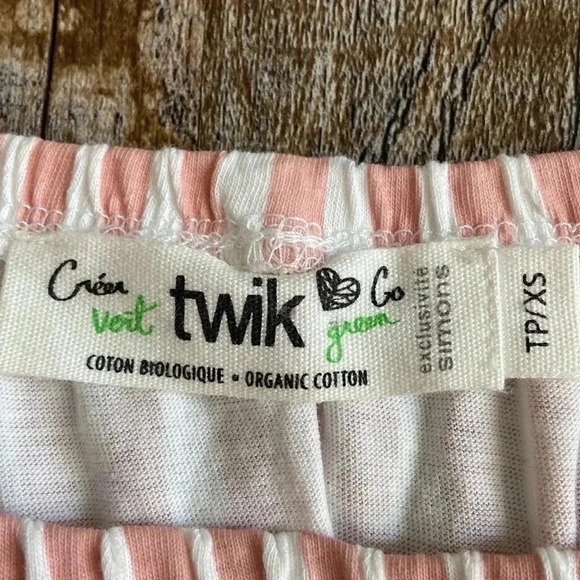 Créer vert
twik
Go green
COTON BIOLOGIQUE • ORGANIC COTTON
exclusivité
simons
TP/XS